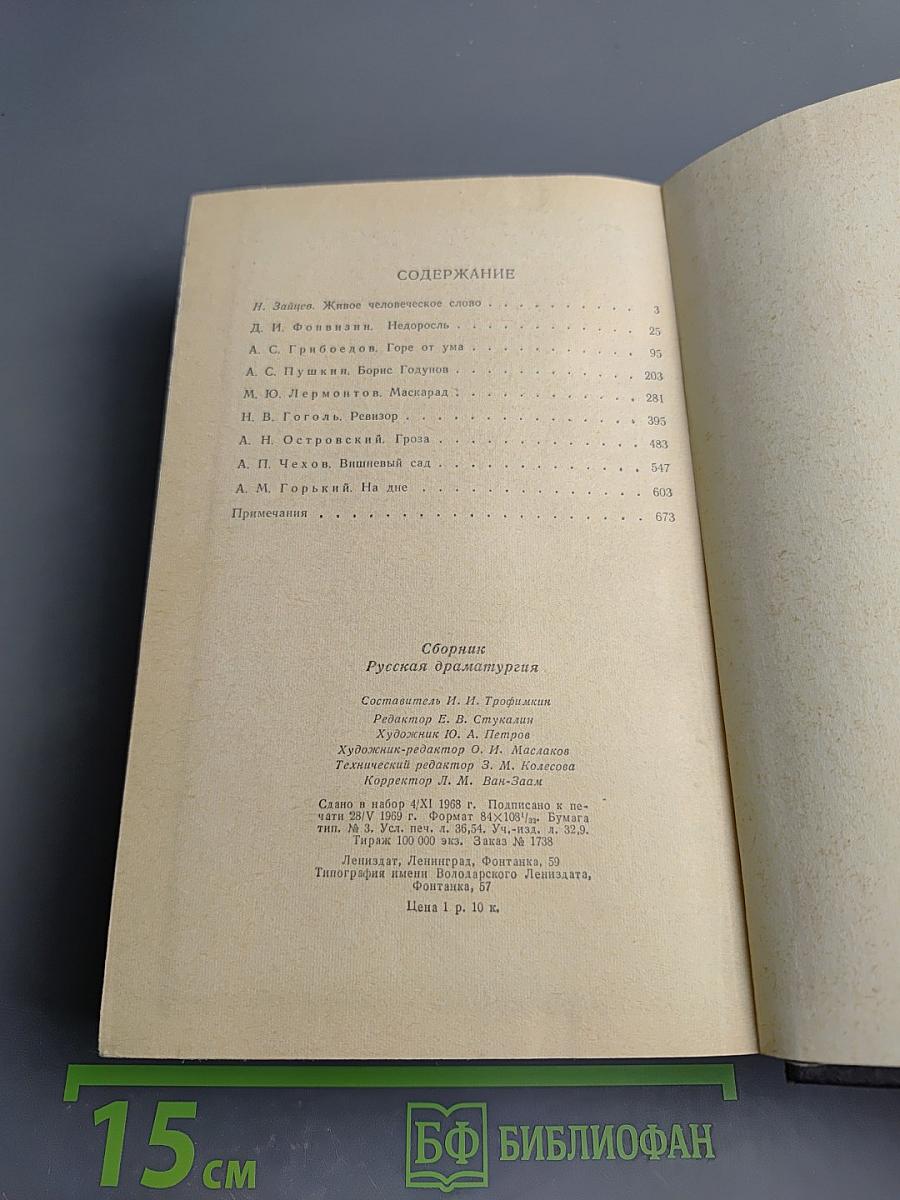 СОДЕРЖАНИЕ
Н. Зайцев. Живое человеческое слово . . . . . . . . . . . 3
Д. И. Фонвизин. Недоросль . . . . . . . . . . . . . 25
А. С. Грибоедов. Горе от ума . . . . . . . . . . . . 95
А. С. Пушкин. Борис Годунов . . . . . . . . . . . . 203
М. Ю. Лермонтов. Маскарад . . . . . . . . . . . . 281
Н. В. Гоголь. Ревизор . . . . . . . . . . . . . . 395
А. Н. Островский. Гроза . . . . . . . . . . . . . 483
А. П. Чехов. Вишневый сад . . . . . . . . . . . . 547
А. М. Горький. На дне . . . . . . . . . . . . . . 603
Примечания . . . . . . . . . . . . . . . . . . 673
Сборник
Русская драматургия
Составитель И. И. Трофимкин
Редактор Е. В. Стукалин
Художник Ю. А. Петров
Художник-редактор О. И. Маслаков
Технический редактор З. М. Колесова
Корректор Л. М. Ван-Заам
Сдано в набор 4/XI 1968 г. Подписано к пе-
чати 28/V 1969 г. Формат 84×108¹/₃₂. Бумага
тип. № 3. Усл. печ. л. 36,54. Уч.-изд. л. 32,9.
Тираж 100 000 экз. Заказ № 1738
Лениздат, Ленинград, Фонтанка, 59
Типография имени Володарского Лениздата,
Фонтанка, 57
Цена 1 р. 10 к.
15 см
БФ БИБЛИОФАН